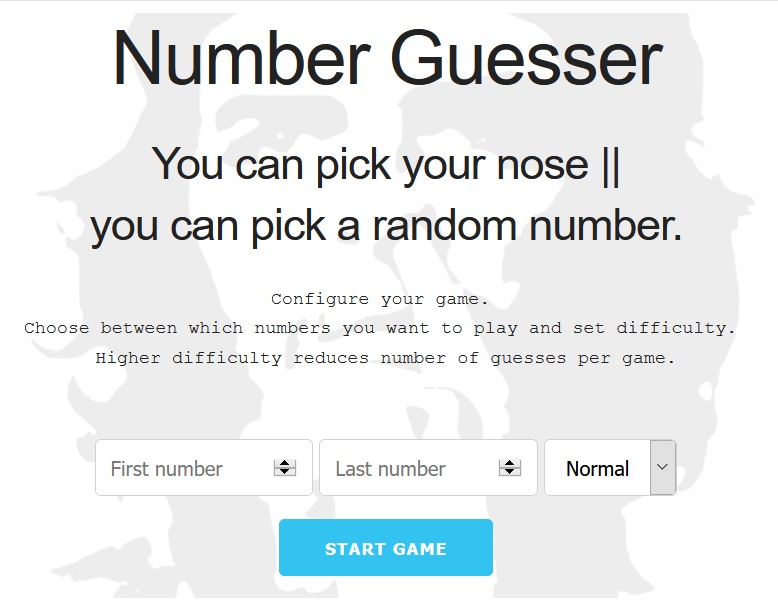 Number Guesser
You can pick your nose ||
you can pick a random number.
Configure your game.
Choose between which numbers you want to play and set difficulty.
Higher difficulty reduces number of guesses per game.
First number Last number Normal
START GAME